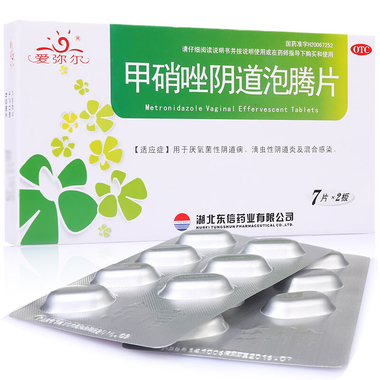 国药准字H20067252
请仔细阅读说明书并按说明使用或在药师指导下购买和使用
OTC
爱弥尔
甲硝唑阴道泡腾片
Metronidazole Vaginal Effervescent Tablets
【适应症】用于厌氧菌性阴道病、滴虫性阴道炎及混合感染。
7片×2板
湖北东信药业有限公司
HUBEI TUNGSHUN PHARMACEUTICAL CO.,LTD